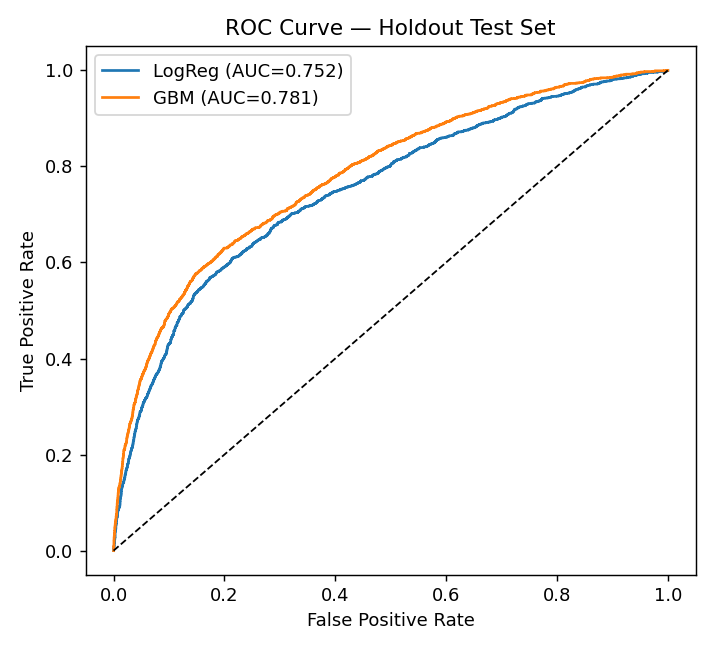 ROC Curve — Holdout Test Set
LogReg (AUC=0.752)
GBM (AUC=0.781)
True Positive Rate
1.0
0.8
0.6
0.4
0.2
0.0
0.0 0.2 0.4 0.6 0.8 1.0
False Positive Rate